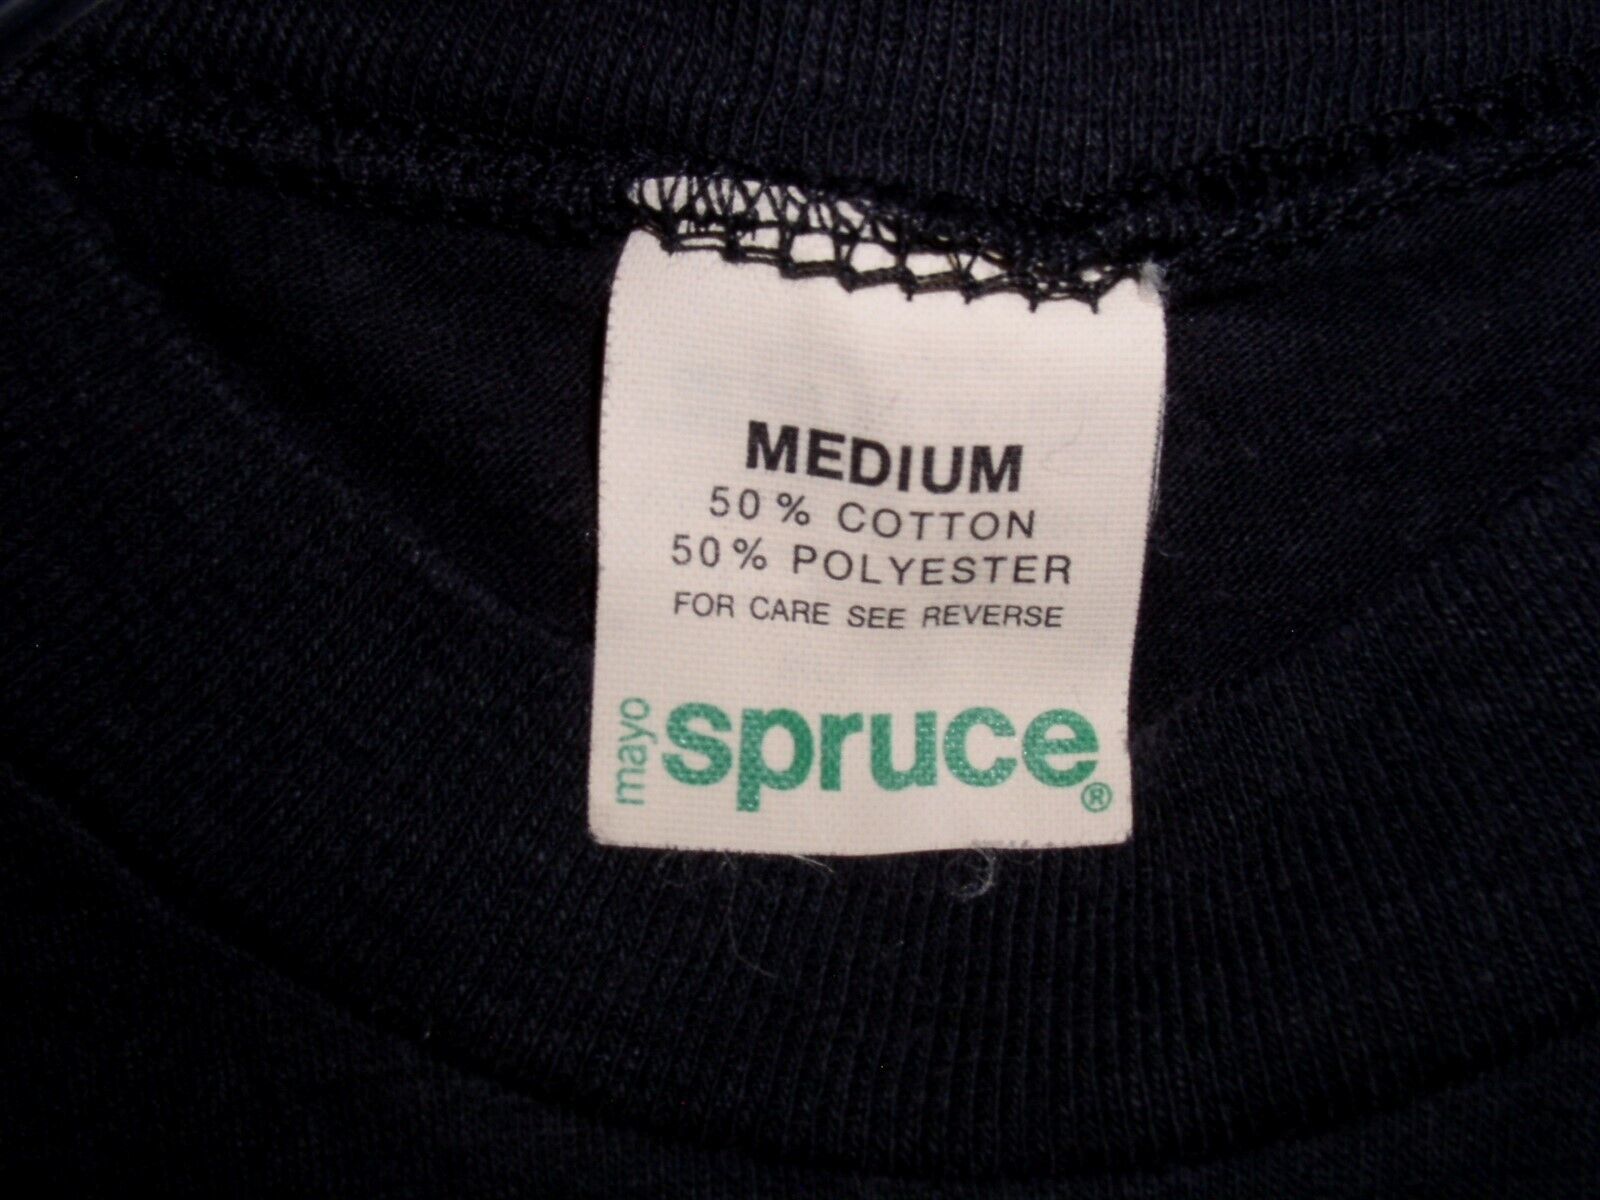 MEDIUM
50% COTTON
50% POLYESTER
FOR CARE SEE REVERSE
mayo spruce®